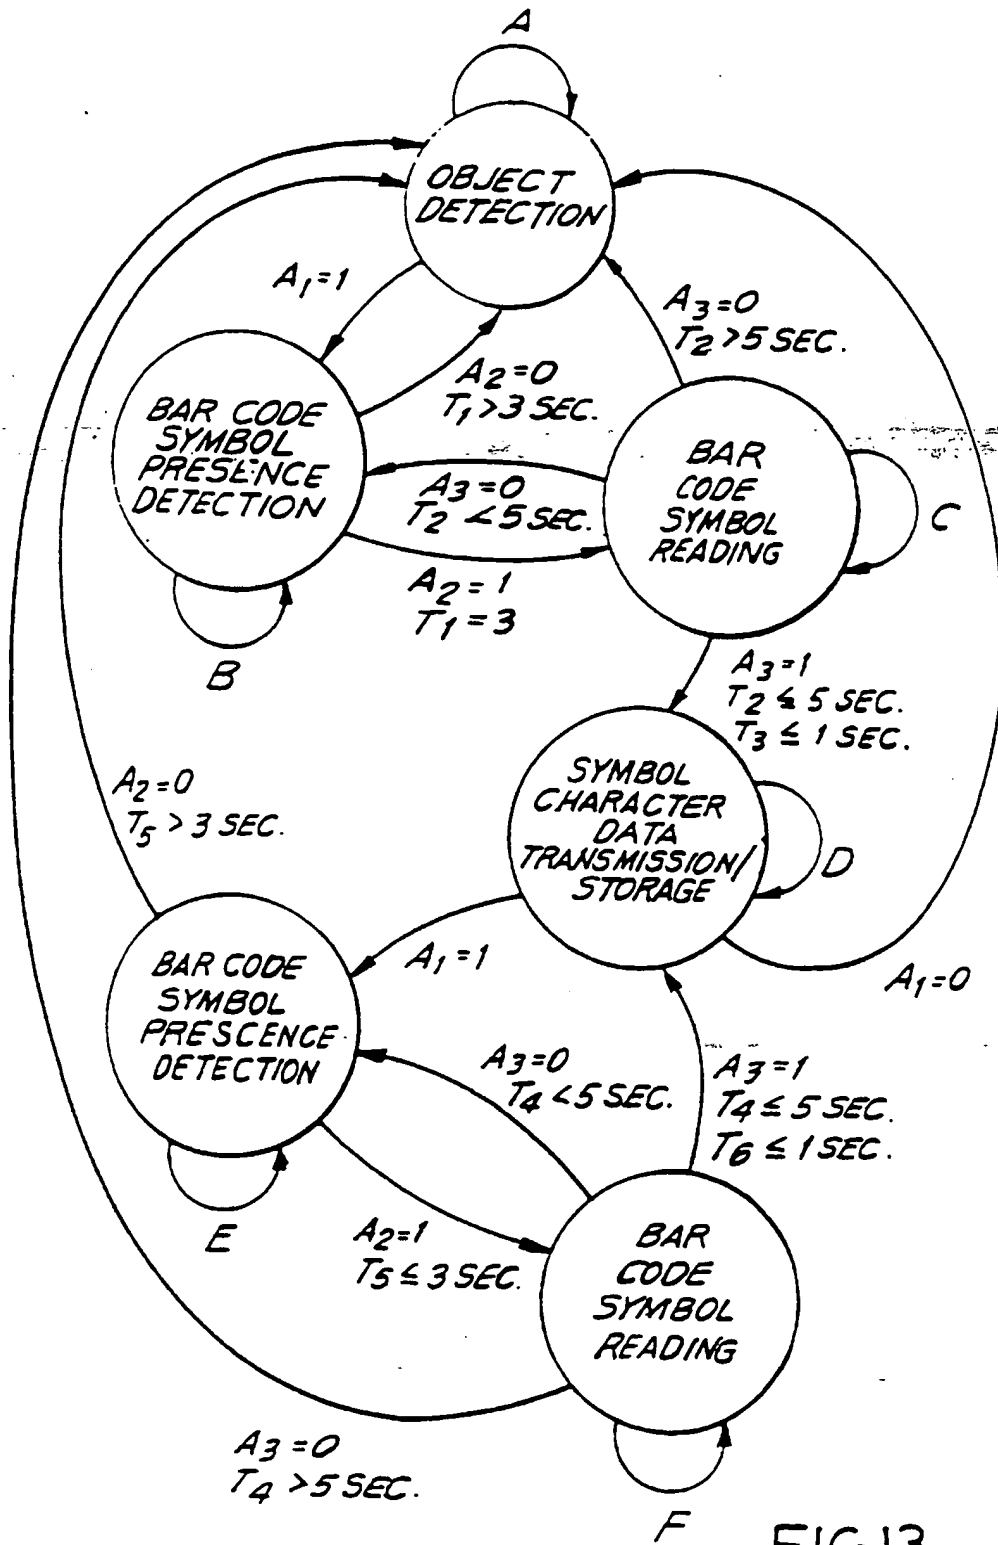 A
OBJECT
DETECTION
A1=1
A3=0
T2>5 SEC.
A2=0
T1>3 SEC.
BAR CODE
SYMBOL
PRESENCE
DETECTION
BAR
CODE
SYMBOL
READING
C
A3=0
T2<5 SEC.
A2=1
T1=3
B
A3=1
T2≤5 SEC.
T3≤1 SEC.
SYMBOL
CHARACTER
DATA
TRANSMISSION/
STORAGE
D
A2=0
T5>3 SEC.
A1=1
A1=0
BAR CODE
SYMBOL
PRESCENCE
DETECTION
A3=0
T4<5 SEC.
A3=1
T4≤5 SEC.
T6≤1 SEC.
E
A2=1
T5≤3 SEC.
BAR
CODE
SYMBOL
READING
A3=0
T4>5 SEC.
F
FIG.13